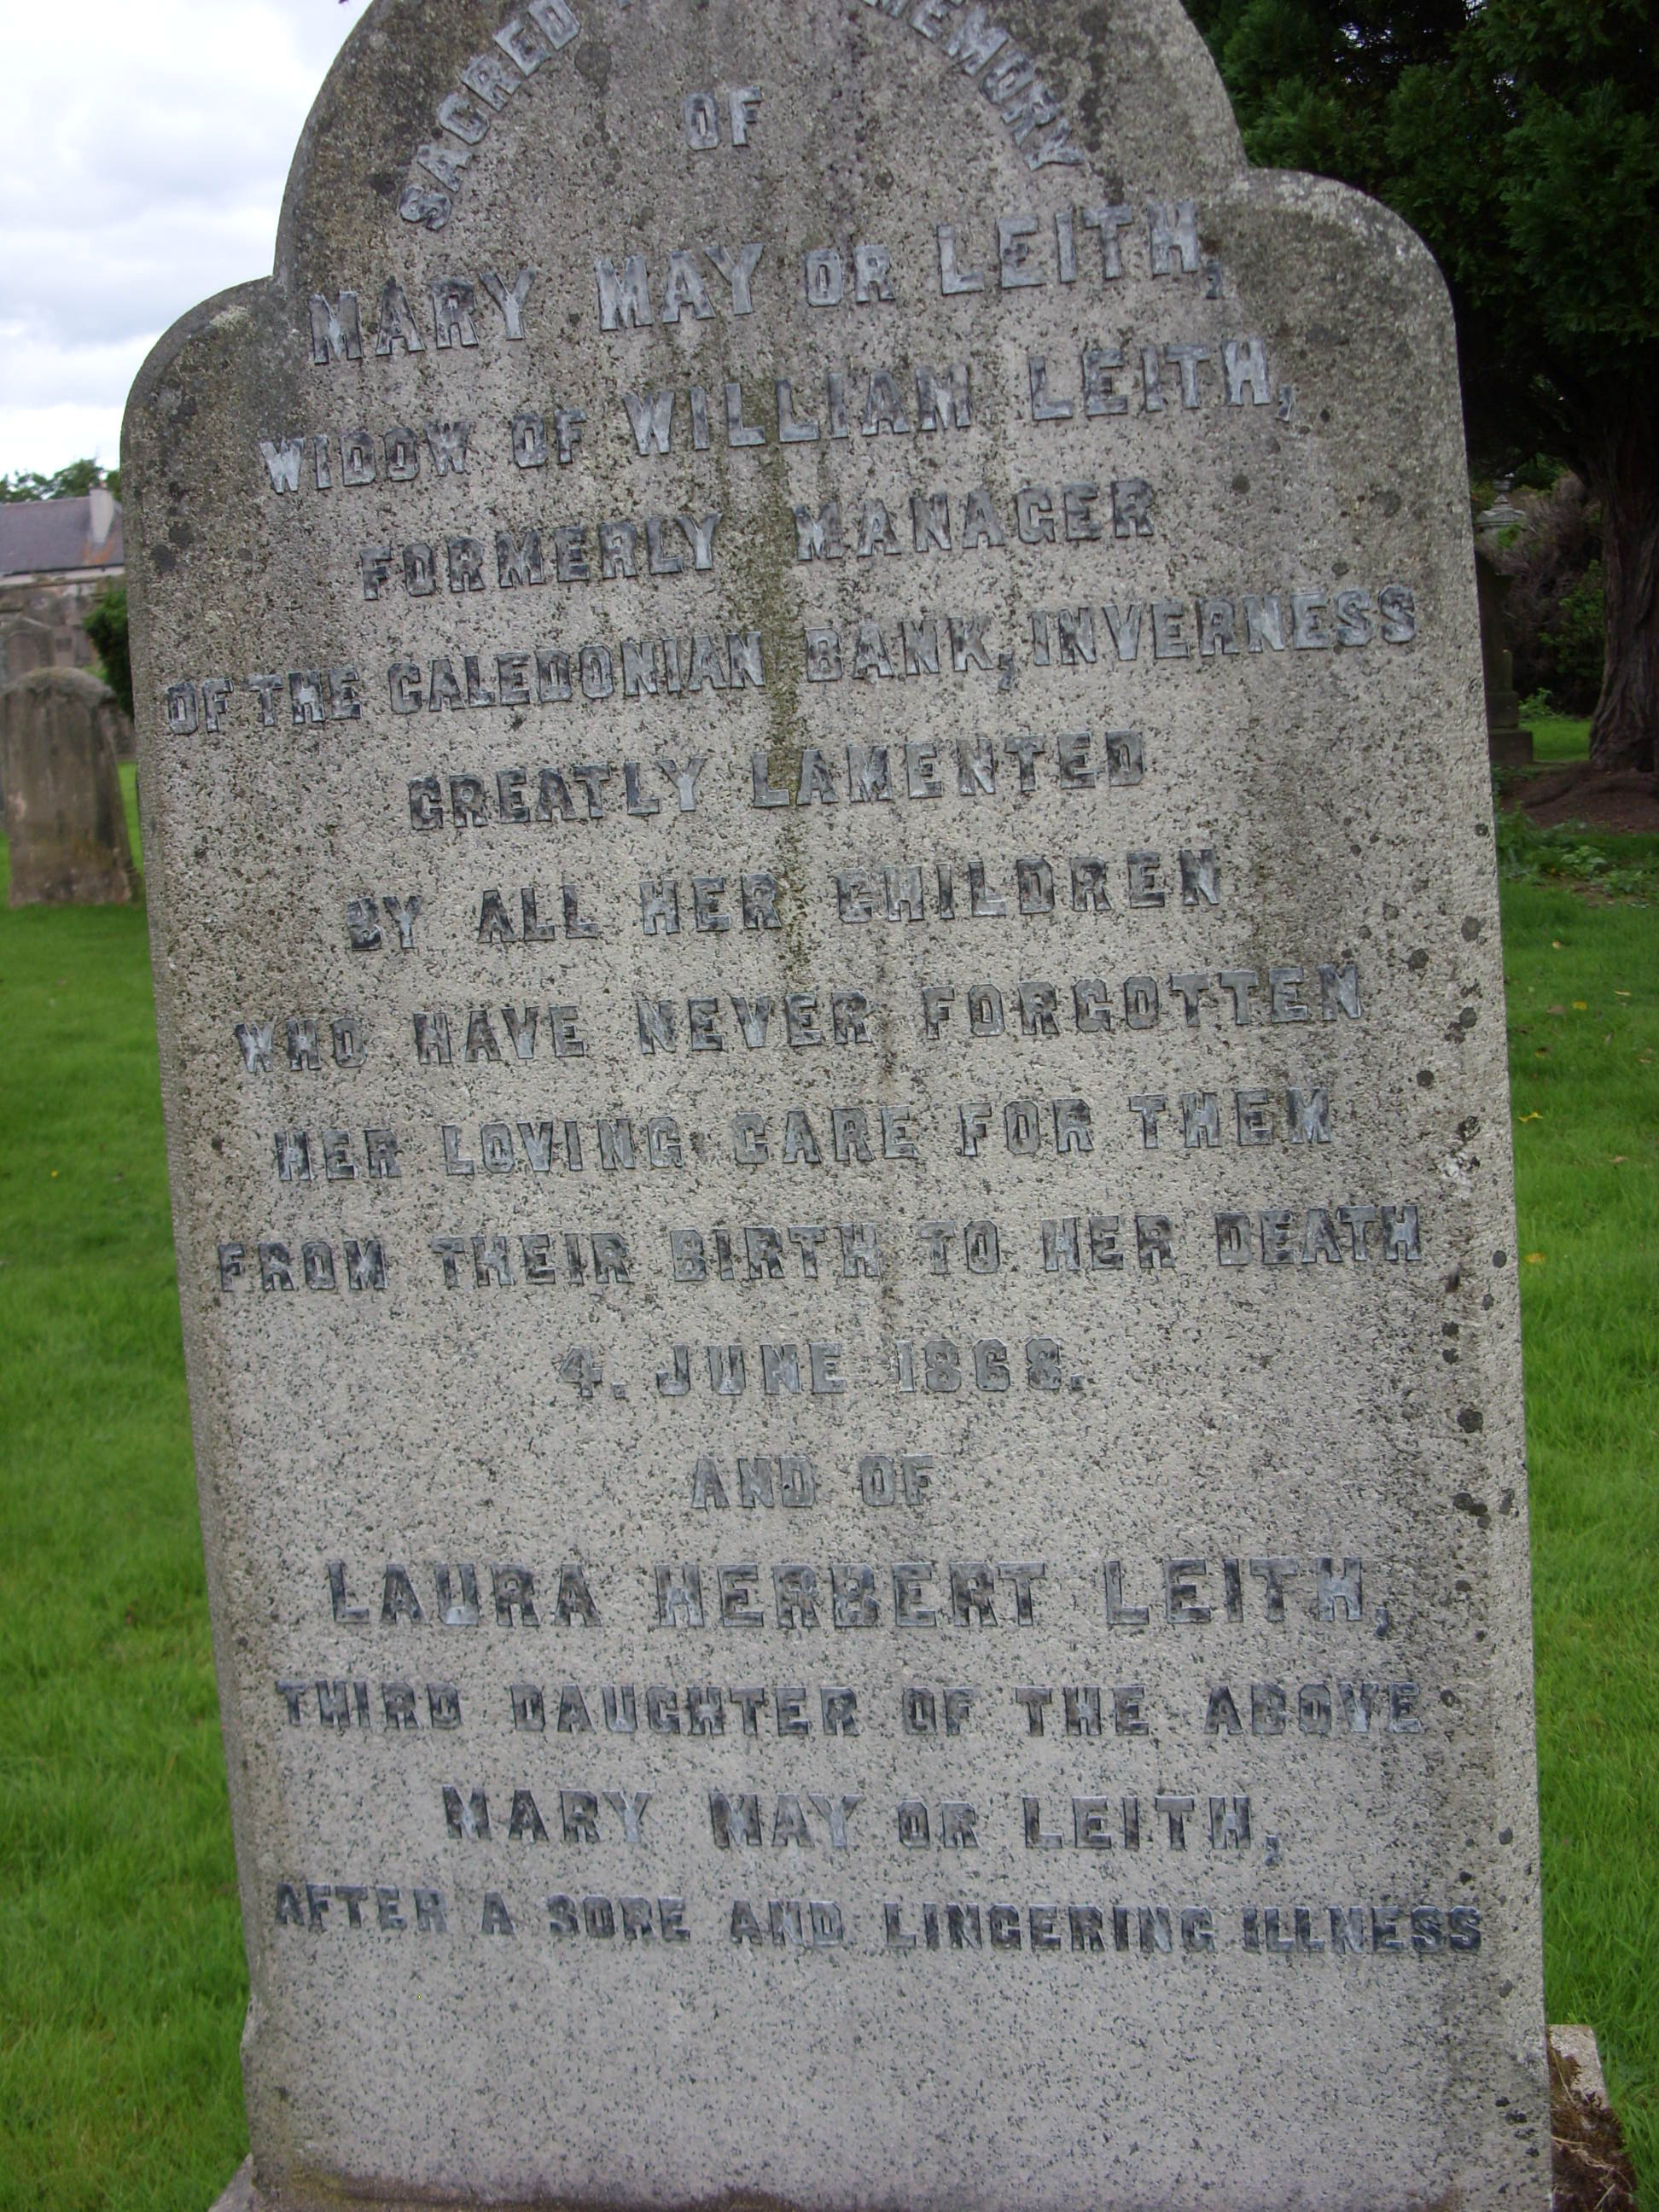 SACRED MEMORY
OF
MARY MAY OR LEITH,
WIDOW OF WILLIAM LEITH,
FORMERLY MANAGER
OF THE CALEDONIAN BANK, INVERNESS
GREATLY LAMENTED
BY ALL HER CHILDREN
WHO HAVE NEVER FORGOTTEN
HER LOVING CARE FOR THEM
FROM THEIR BIRTH TO HER DEATH
4. JUNE 1868.
AND OF
LAURA HERBERT LEITH,
THIRD DAUGHTER OF THE ABOVE
MARY MAY OR LEITH,
AFTER A SORE AND LINGERING ILLNESS